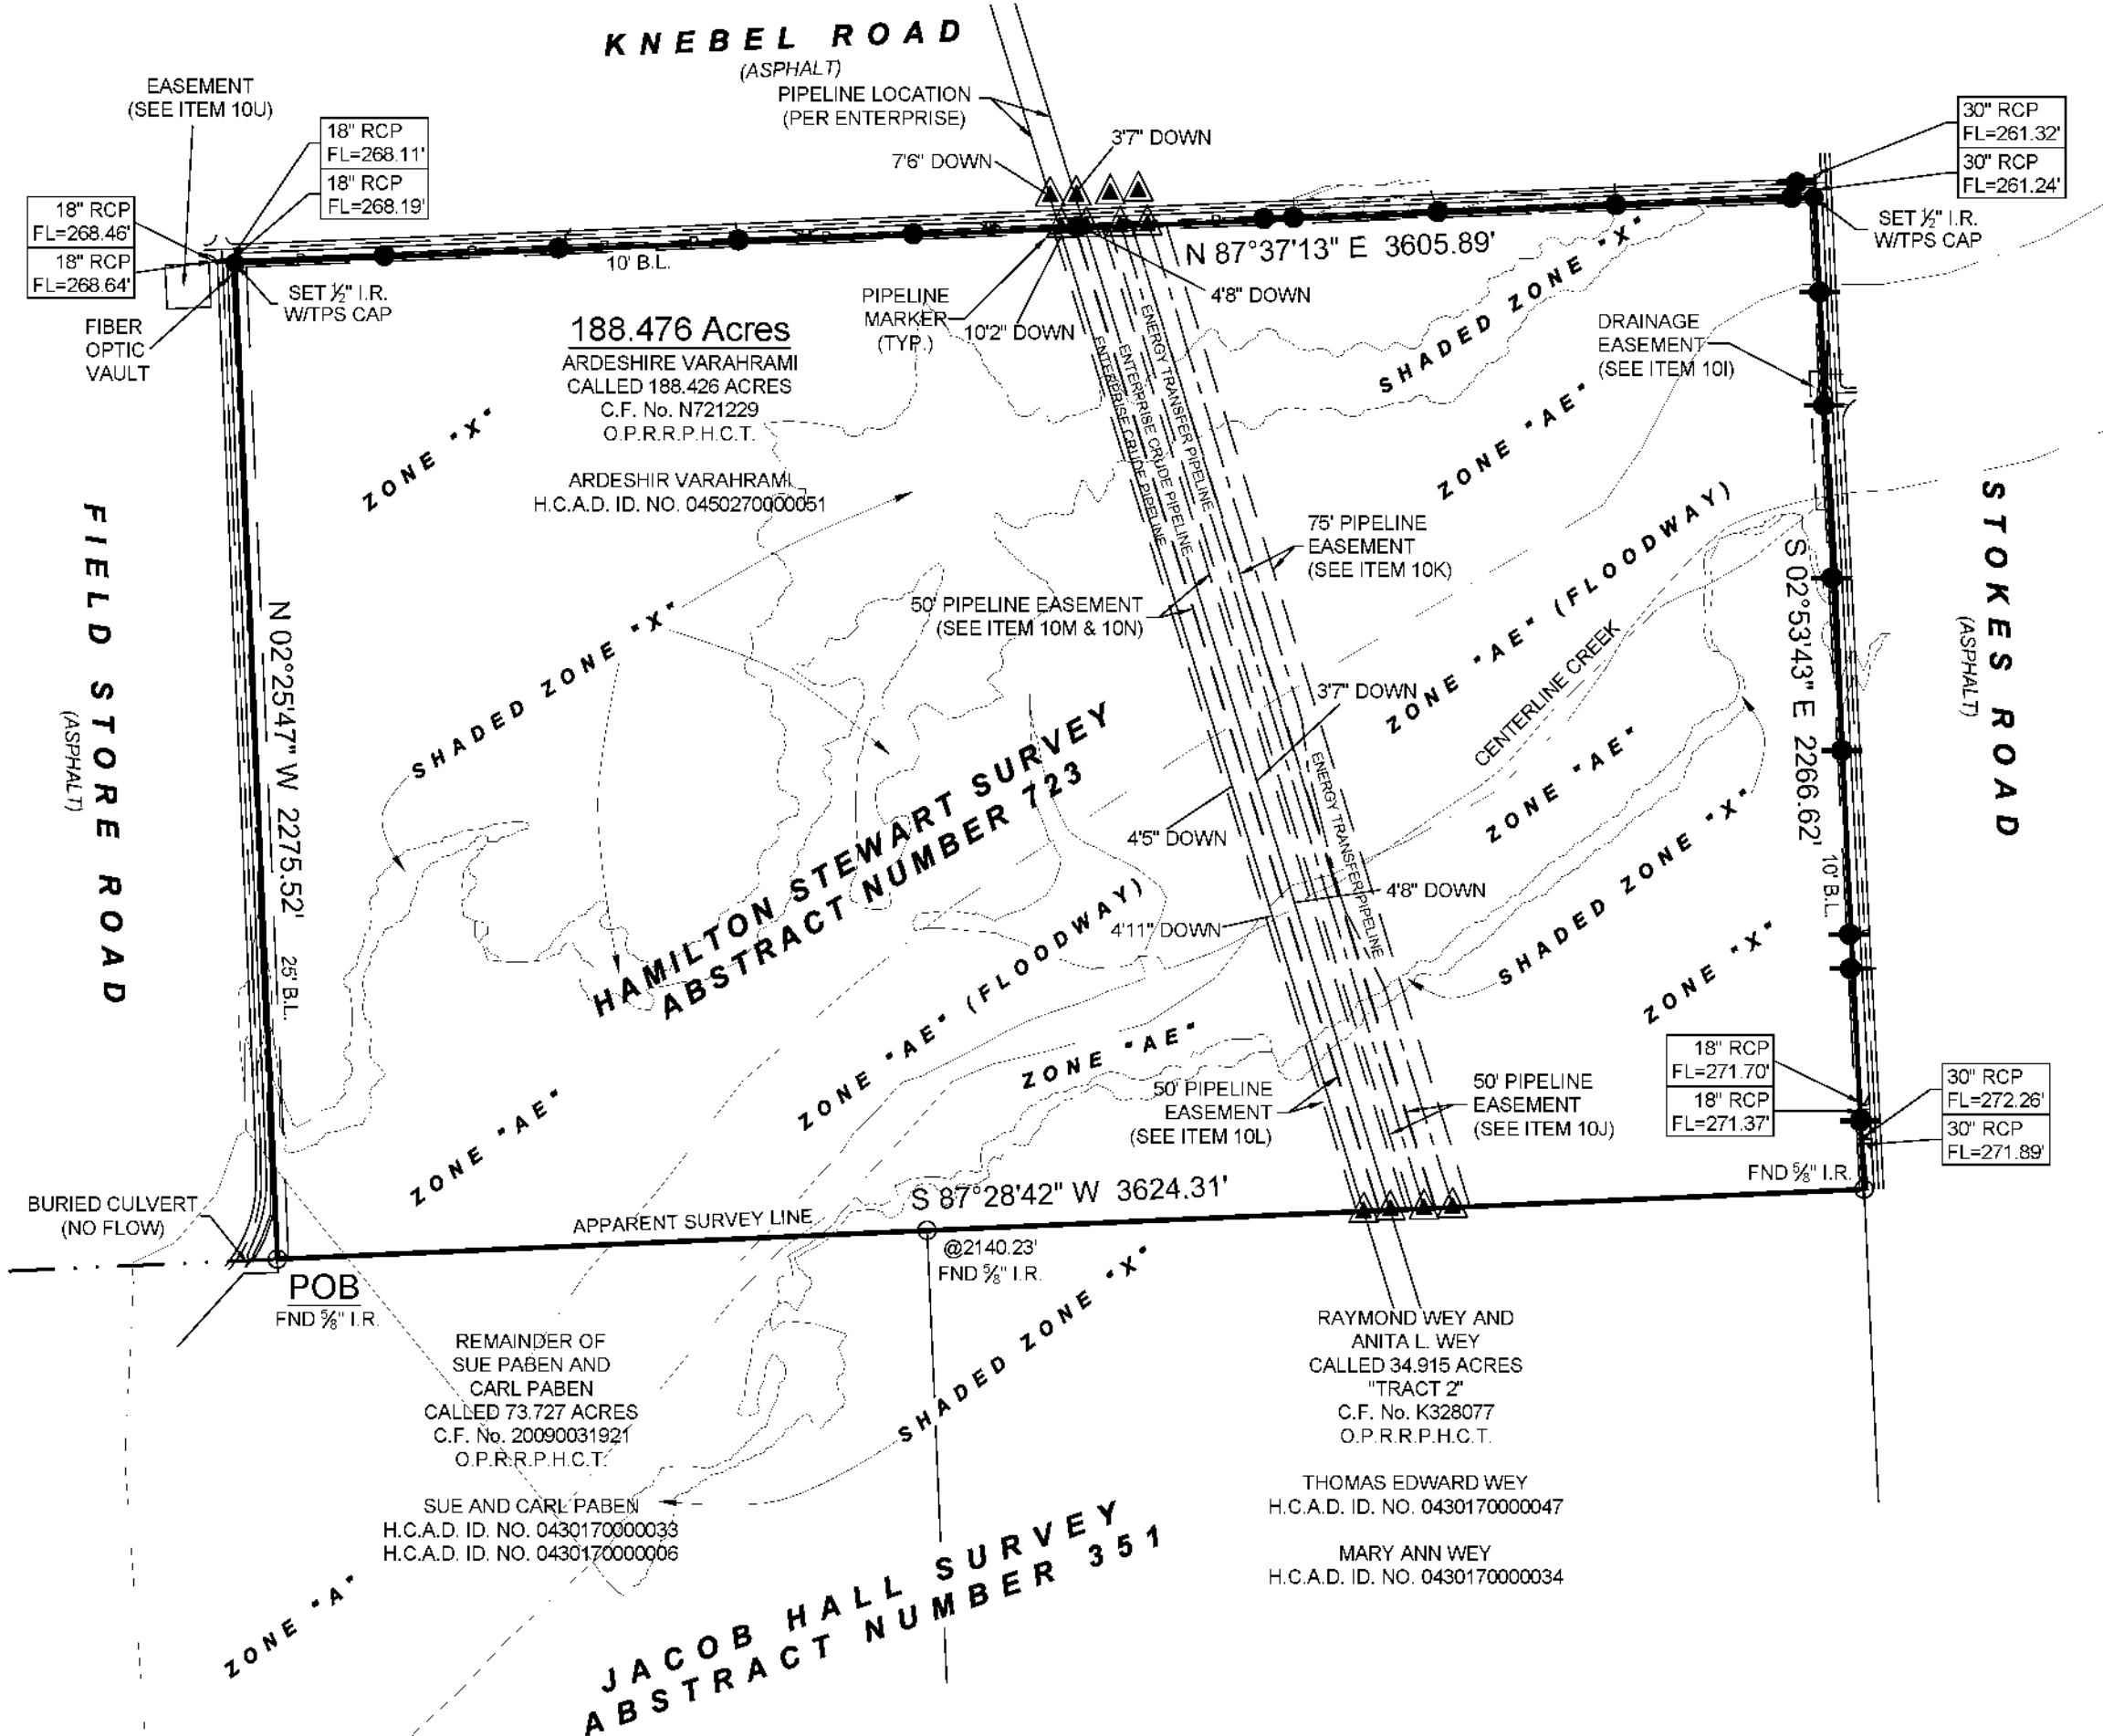 KNEBEL ROAD
(ASPHALT)
EASEMENT
(SEE ITEM 10U)
PIPELINE LOCATION
(PER ENTERPRISE)
18" RCP
FL=268.11'
18" RCP
FL=268.19'
30" RCP
FL=261.32'
30" RCP
FL=261.24'
3'7" DOWN
7'6" DOWN
18" RCP
FL=268.46'
18" RCP
FL=268.64'
SET ½" I.R.
W/TPS CAP
N 87°37'13" E 3605.89'
10' B.L.
SET ½" I.R.
W/TPS CAP
FIBER
OPTIC
VAULT
PIPELINE
MARKER
(TYP.)
10'2" DOWN
4'8" DOWN
188.476 Acres
ARDESHIRE VARAHRAMI
CALLED 188.426 ACRES
C.F. No. N721229
O.P.R.R.P.H.C.T.
ARDESHIR VARAHRAMI
H.C.A.D. ID. NO. 0450270000051
SHADED ZONE "X"
DRAINAGE
EASEMENT
(SEE ITEM 10I)
ENTERPRISE CRUDE PIPELINE
ENTERPRISE CRUDE PIPELINE
ENERGY TRANSFER PIPELINE
ZONE "X"
ZONE "AE"
FIELD STORE ROAD
(ASPHALT)
STOKES ROAD
(ASPHALT)
75' PIPELINE
EASEMENT
(SEE ITEM 10K)
ZONE "AE" (FLOODWAY)
S 02°53'43" E 2266.62'
10' B.L.
N 02°25'47" W 2275.52'
25' B.L.
50' PIPELINE EASEMENT
(SEE ITEM 10M & 10N)
SHADED ZONE "X"
CENTERLINE CREEK
3'7" DOWN
HAMILTON STEWART SURVEY
ABSTRACT NUMBER 723
ENERGY TRANSFER PIPELINE
ZONE "AE"
4'5" DOWN
4'8" DOWN
4'11" DOWN
SHADED ZONE "X"
ZONE "X"
ZONE "AE" (FLOODWAY)
ZONE "AE"
ZONE "AE"
18" RCP
FL=271.70'
18" RCP
FL=271.37'
30" RCP
FL=272.26'
30" RCP
FL=271.89'
50' PIPELINE
EASEMENT
(SEE ITEM 10L)
50' PIPELINE
EASEMENT
(SEE ITEM 10J)
FND ⅝" I.R.
BURIED CULVERT
(NO FLOW)
APPARENT SURVEY LINE
S 87°28'42" W 3624.31'
@2140.23'
FND ⅝" I.R.
POB
FND ⅝" I.R.
SHADED ZONE "X"
REMAINDER OF
SUE PABEN AND
CARL PABEN
CALLED 73.727 ACRES
C.F. No. 20090031921
O.P.R.R.P.H.C.T.
SUE AND CARL PABEN
H.C.A.D. ID. NO. 0430170000033
H.C.A.D. ID. NO. 0430170000006
RAYMOND WEY AND
ANITA L. WEY
CALLED 34.915 ACRES
"TRACT 2"
C.F. No. K328077
O.P.R.R.P.H.C.T.
THOMAS EDWARD WEY
H.C.A.D. ID. NO. 0430170000047
MARY ANN WEY
H.C.A.D. ID. NO. 0430170000034
ZONE "A"
JACOB HALL SURVEY
ABSTRACT NUMBER 351